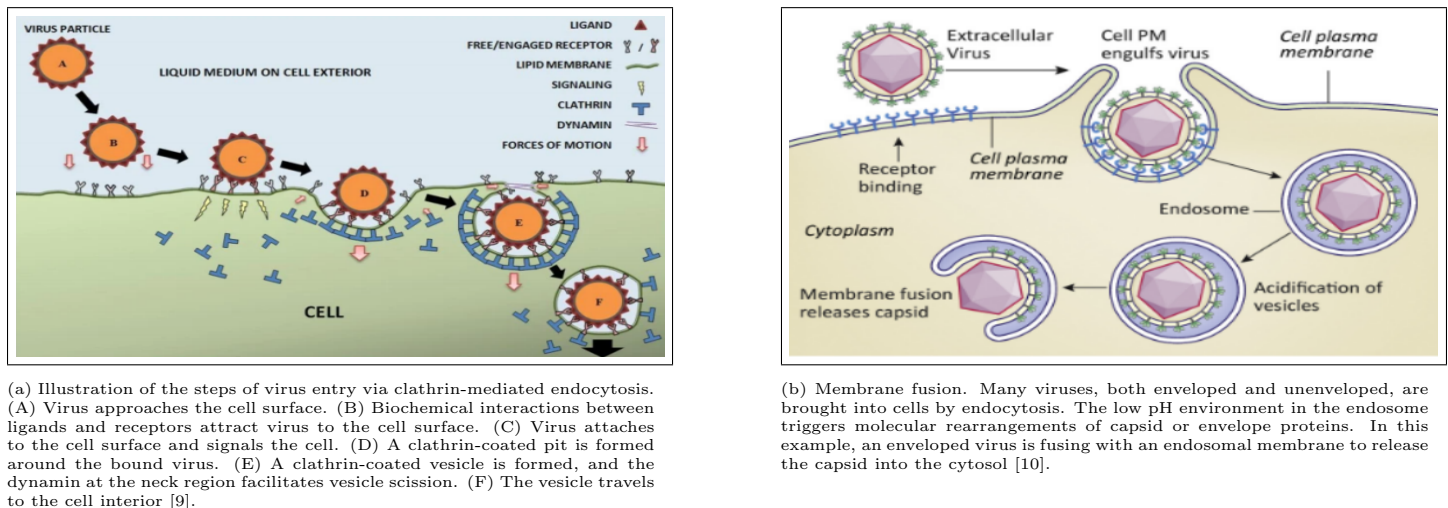 VIRUS PARTICLE
LIQUID MEDIUM ON CELL EXTERIOR
LIGAND
FREE/ENGAGED RECEPTOR
/
LIPID MEMBRANE
SIGNALING
CLATHRIN
DYNAMIN
FORCES OF MOTION
A
B
C
D
E
F
CELL
(a) Illustration of the steps of virus entry via clathrin-mediated endocytosis.
(A) Virus approaches the cell surface. (B) Biochemical interactions between
ligands and receptors attract virus to the cell surface. (C) Virus attaches
to the cell surface and signals the cell. (D) A clathrin-coated pit is formed
around the bound virus. (E) A clathrin-coated vesicle is formed, and the
dynamin at the neck region facilitates vesicle scission. (F) The vesicle travels
to the cell interior [9].
Extracellular
Virus
Cell PM
engulfs virus
Cell plasma
membrane
Receptor
binding
Cell plasma
membrane
Endosome
Cytoplasm
Membrane fusion
releases capsid
Acidification of
vesicles
(b) Membrane fusion. Many viruses, both enveloped and unenveloped, are
brought into cells by endocytosis. The low pH environment in the endosome
triggers molecular rearrangements of capsid or envelope proteins. In this
example, an enveloped virus is fusing with an endosomal membrane to release
the capsid into the cytosol [10].